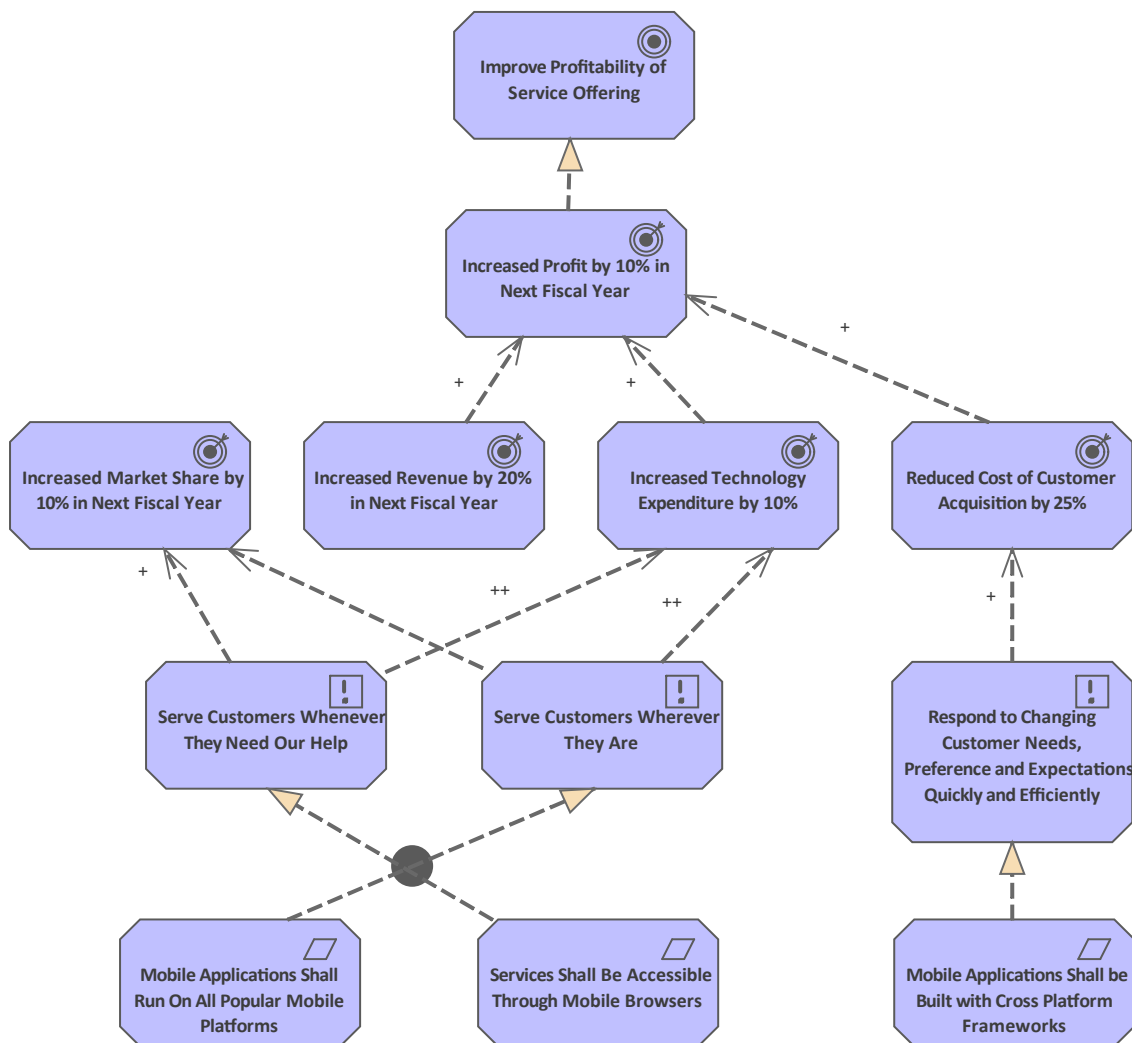 Improve Profitability of
Service Offering
Increased Profit by 10% in
Next Fiscal Year
+
+
+
Increased Market Share by
10% in Next Fiscal Year
Increased Revenue by 20%
in Next Fiscal Year
Increased Technology
Expenditure by 10%
Reduced Cost of Customer
Acquisition by 25%
+
++
++
+
Serve Customers Whenever
They Need Our Help
Serve Customers Wherever
They Are
Respond to Changing
Customer Needs,
Preference and Expectations
Quickly and Efficiently
Mobile Applications Shall
Run On All Popular Mobile
Platforms
Services Shall Be Accessible
Through Mobile Browsers
Mobile Applications Shall be
Built with Cross Platform
Frameworks